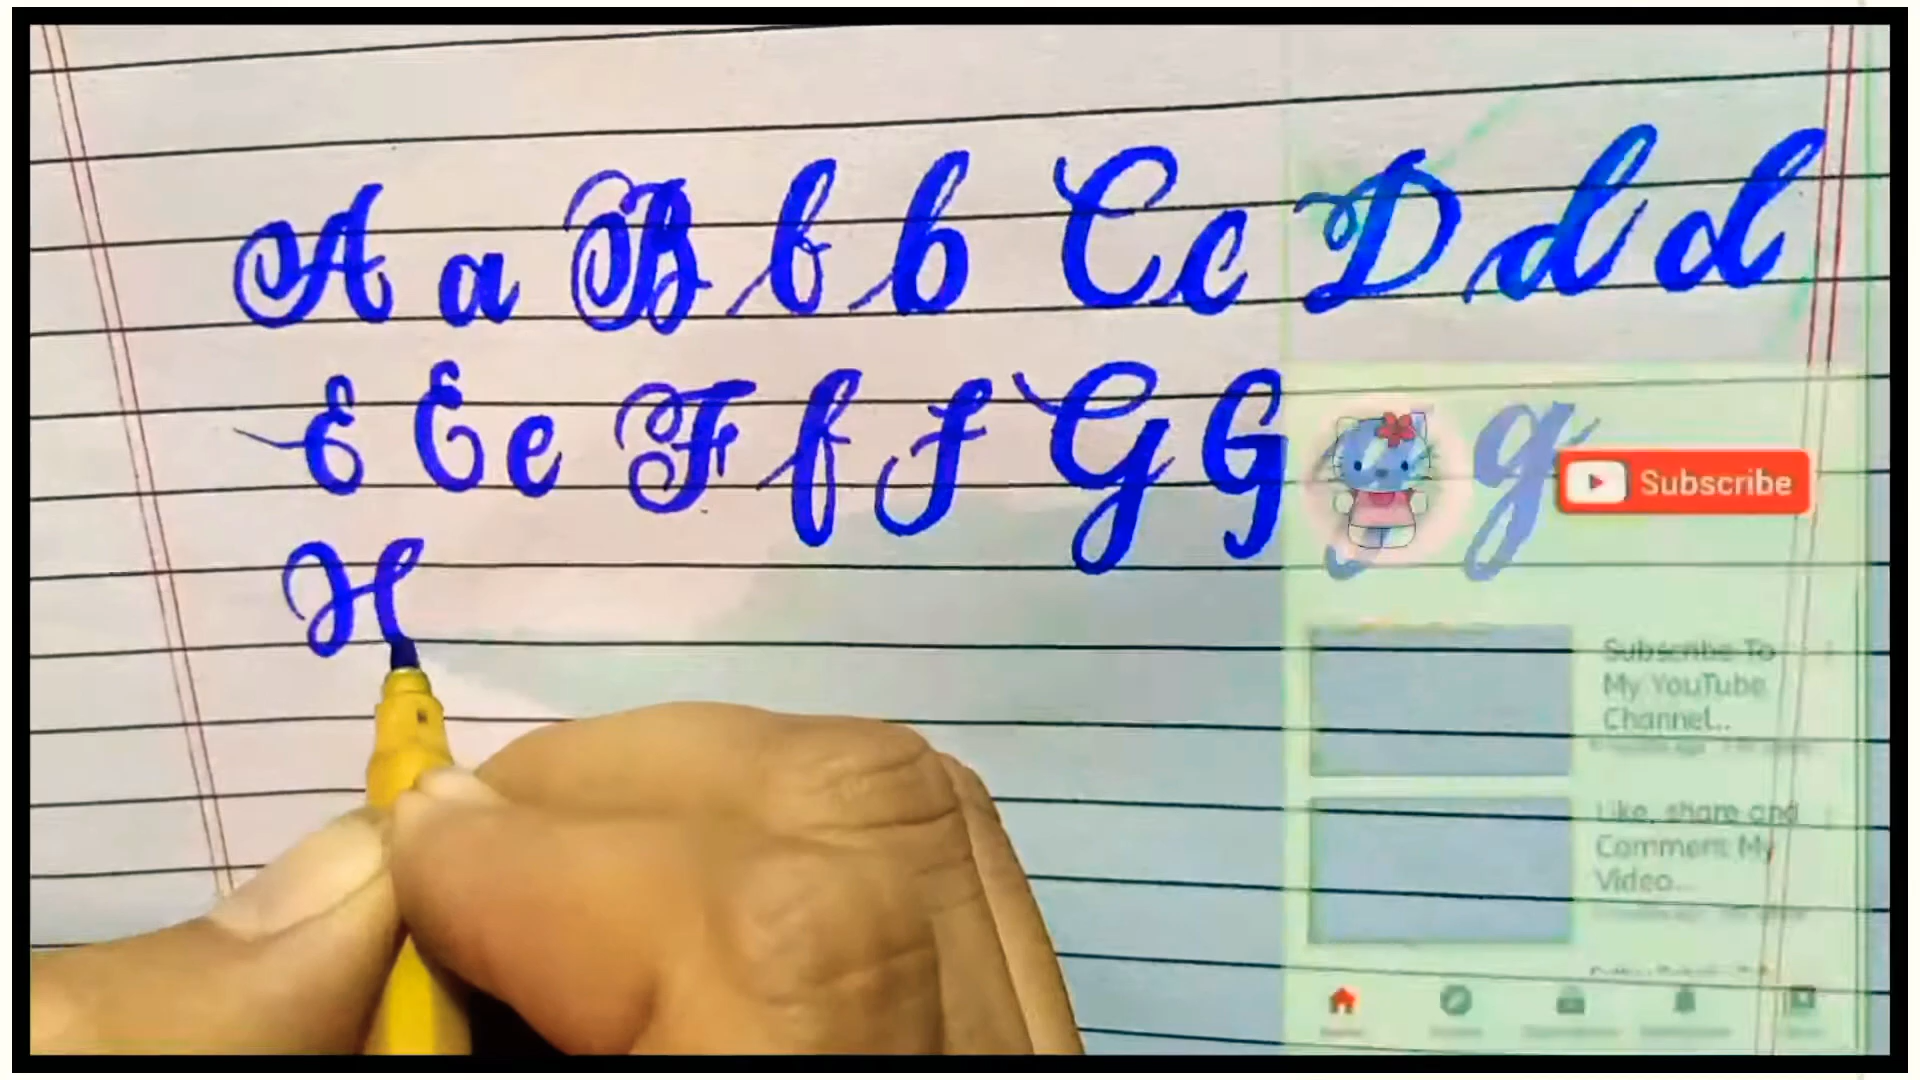 A a B b b C c D d d
E E e F f f G G g g
H
Subscribe
Subscribe To
My YouTube
Channel...
Like, share and
Comment My
Video...